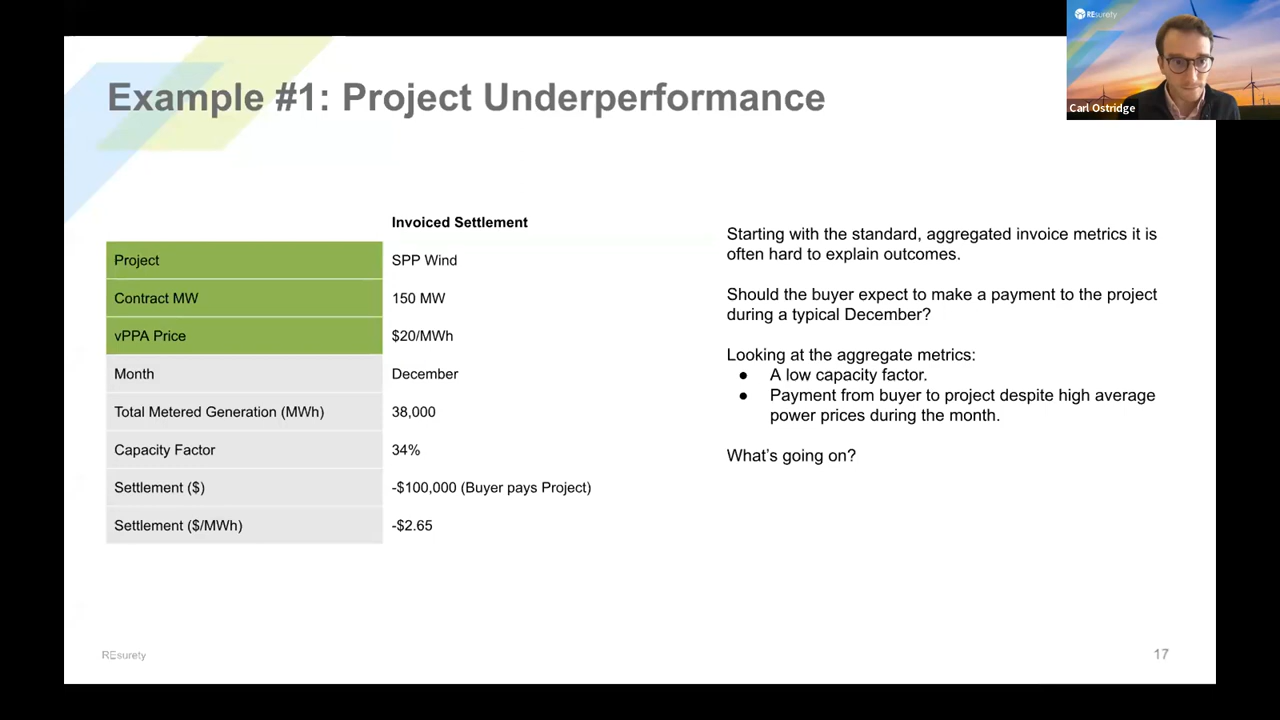 REsurety
Carl Ostridge
Example #1: Project Underperformance
Invoiced Settlement
Project SPP Wind
Contract MW 150 MW
vPPA Price $20/MWh
Month December
Total Metered Generation (MWh) 38,000
Capacity Factor 34%
Settlement ($) -$100,000 (Buyer pays Project)
Settlement ($/MWh) -$2.65
Starting with the standard, aggregated invoice metrics it is
often hard to explain outcomes.
Should the buyer expect to make a payment to the project
during a typical December?
Looking at the aggregate metrics:
● A low capacity factor.
● Payment from buyer to project despite high average
power prices during the month.
What's going on?
REsurety
17